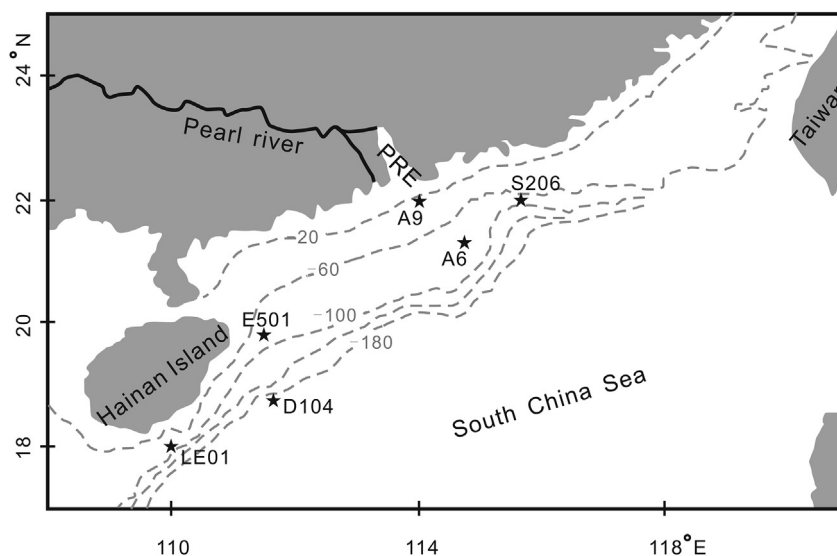 24
°N
22
20
18
Pearl river
PRE
Taiwan
S206
A9
A6
-20
-60
E501
-100
-180
Hainan Island
D104
South China Sea
LE01
110
114
118°E